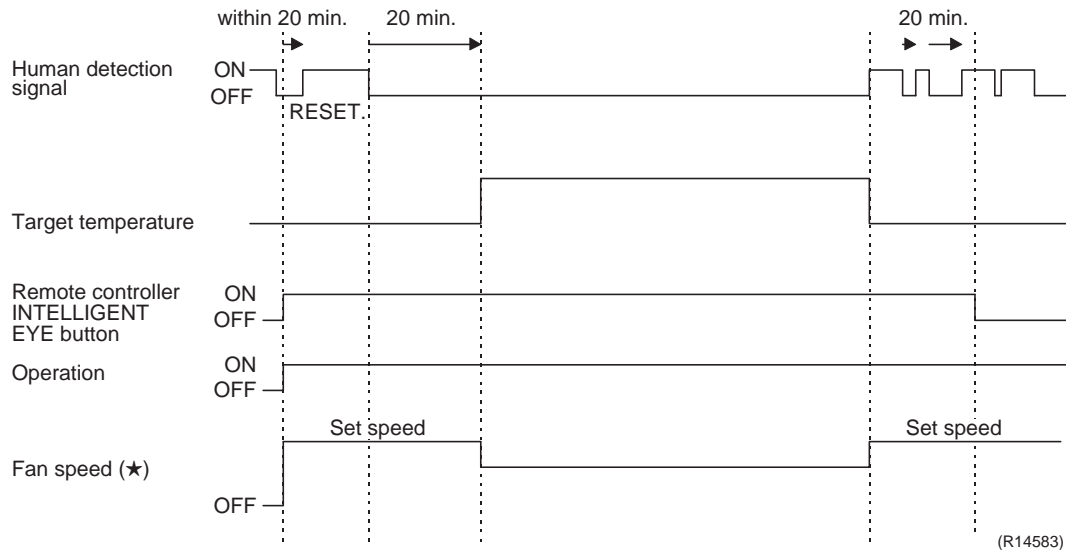 within 20 min. 20 min. 20 min.
Human detection
signal
ON
OFF
RESET.
Target temperature
Remote controller
INTELLIGENT
EYE button
ON
OFF
Operation
ON
OFF
Set speed Set speed
Fan speed (★)
OFF
(R14583)